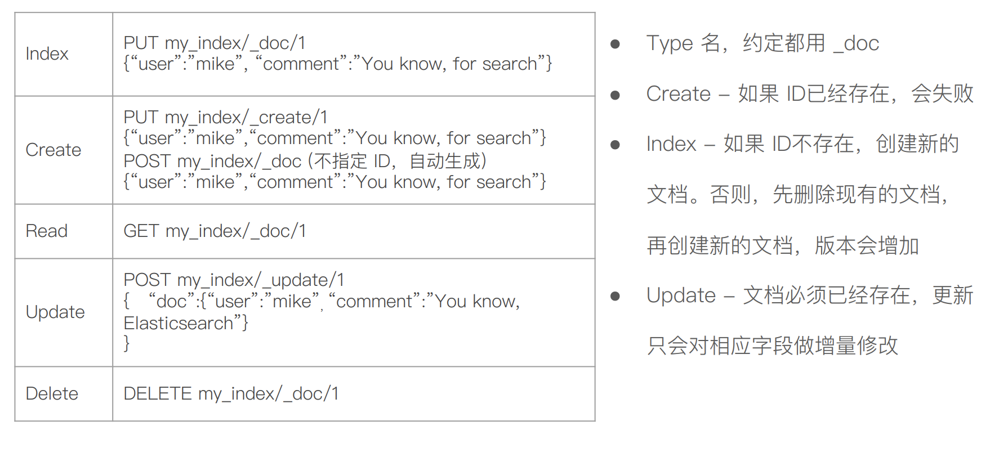 Index
PUT my_index/_doc/1
{“user”:”mike”, “comment”:”You know, for search”}
Create
PUT my_index/_create/1
{“user”:”mike”,“comment”:”You know, for search”}
POST my_index/_doc (不指定 ID，自动生成)
{“user”:”mike”,“comment”:”You know, for search”}
Read
GET my_index/_doc/1
Update
POST my_index/_update/1
{ “doc”:{“user”:”mike”,“comment”:”You know,
Elasticsearch”}
}
Delete
DELETE my_index/_doc/1
● Type 名，约定都用 _doc
● Create – 如果 ID已经存在，会失败
● Index – 如果 ID不存在，创建新的
文档。否则，先删除现有的文档，
再创建新的文档，版本会增加
● Update – 文档必须已经存在，更新
只会对相应字段做增量修改